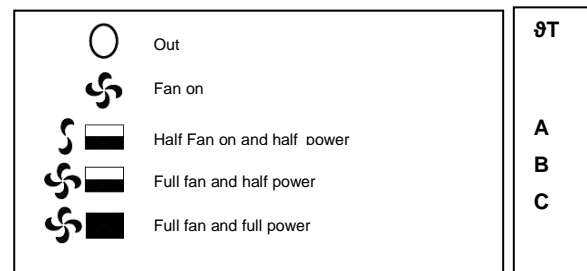 Out
Fan on
Half Fan on and half power
Full fan and half power
Full fan and full power
ϑT
A
B
C